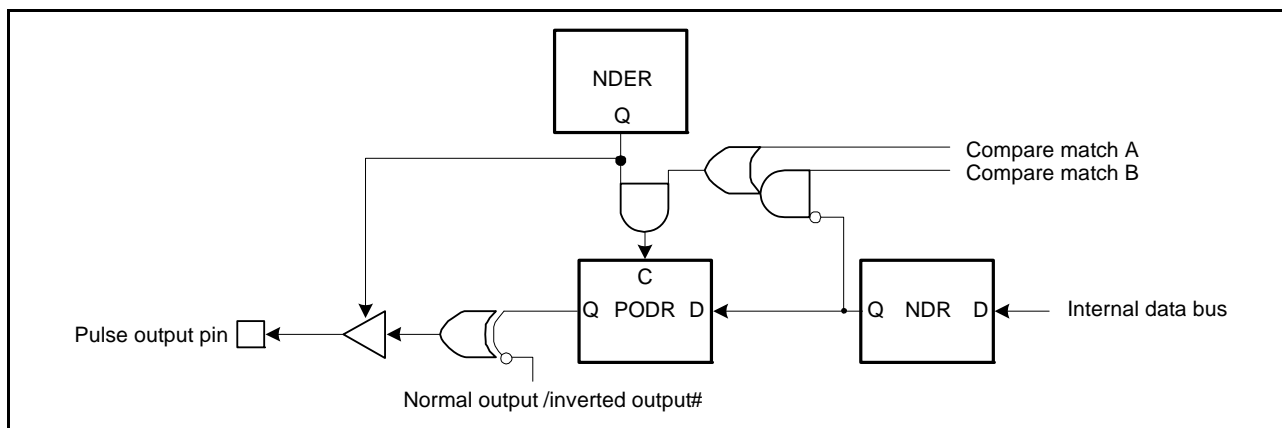 NDER
Q
Compare match A
Compare match B
C
Q PODR D
Q NDR D
Internal data bus
Pulse output pin
Normal output /inverted output#